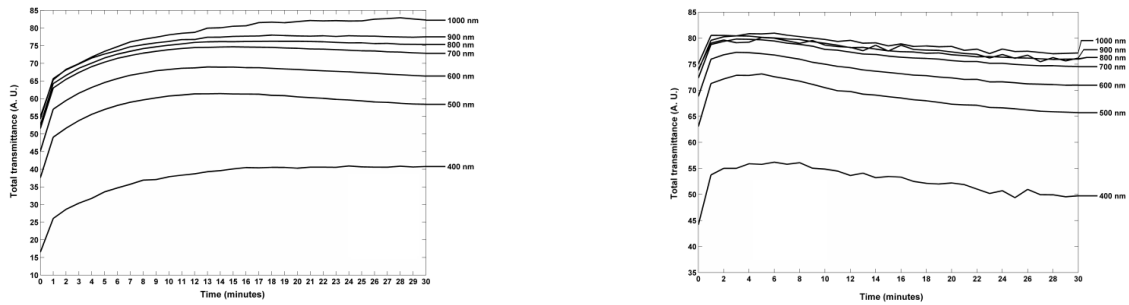 Total transmittance (A. U.)
85
80
75
70
65
60
55
50
45
40
35
30
25
20
15
10
0 1 2 3 4 5 6 7 8 9 10 11 12 13 14 15 16 17 18 19 20 21 22 23 24 25 26 27 28 29 30
Time (minutes)
1000 nm
900 nm
800 nm
700 nm
600 nm
500 nm
400 nm
Total transmittance (A. U.)
85
80
75
70
65
60
55
50
45
40
35
0 2 4 6 8 10 12 14 16 18 20 22 24 26 28 30
Time (minutes)
1000 nm
900 nm
800 nm
700 nm
600 nm
500 nm
400 nm